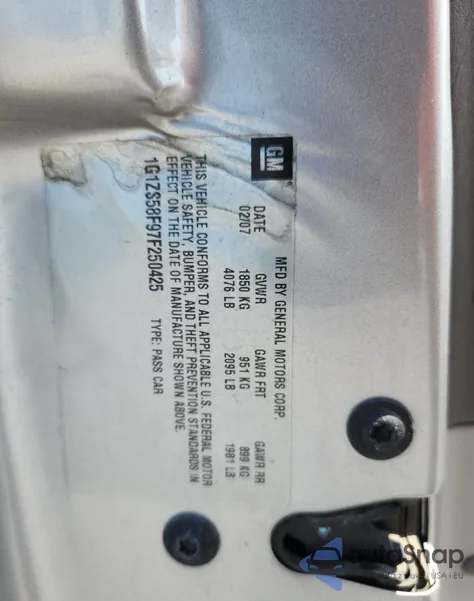 GM
MFD BY GENERAL MOTORS CORP.
DATE GVWR GAWR FRT GAWR RR
02/07 1850 KG 951 KG 899 KG
4076 LB 2095 LB 1981 LB
THIS VEHICLE CONFORMS TO ALL APPLICABLE U.S. FEDERAL MOTOR
VEHICLE SAFETY, BUMPER, AND THEFT PREVENTION STANDARDS IN
EFFECT ON THE DATE OF MANUFACTURE SHOWN ABOVE.
1G1ZS58F97F250425 TYPE: PASS CAR
autoSnap
USA EU